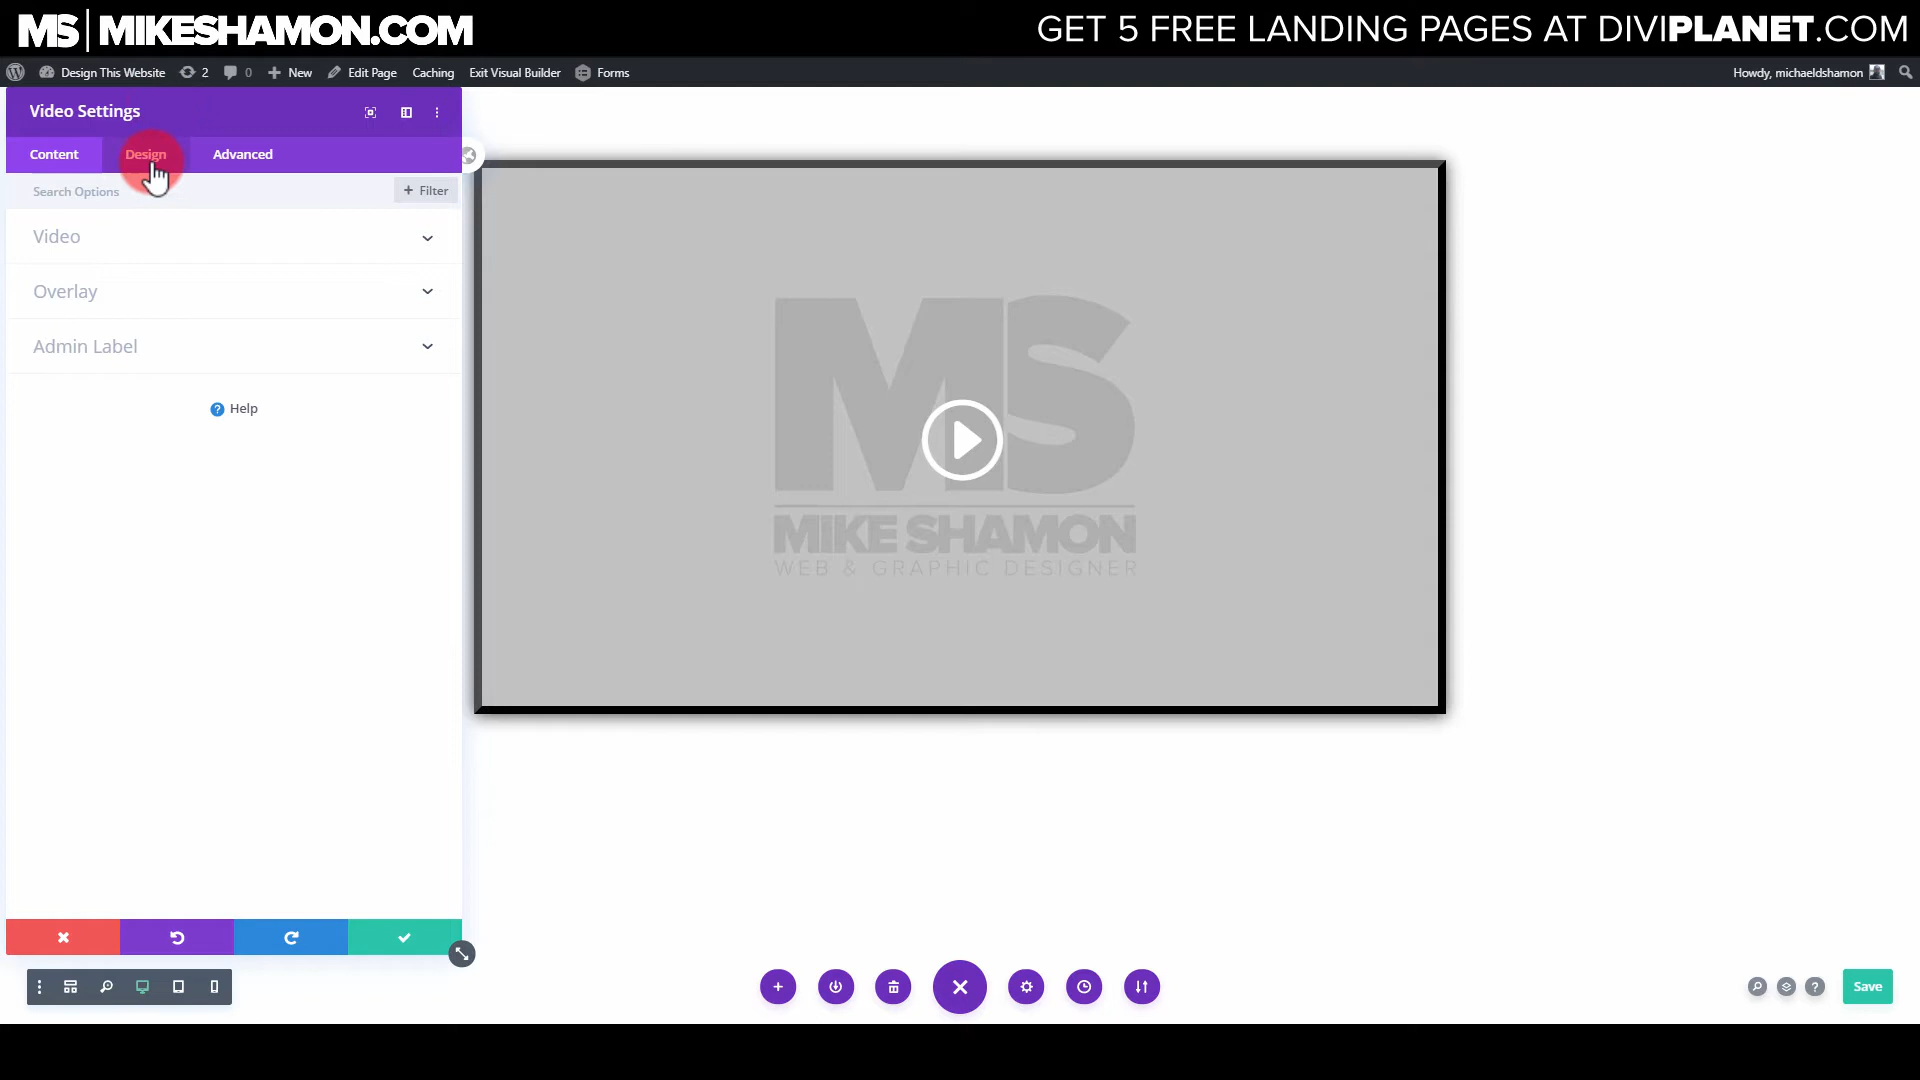 MS | MIKESHAMON.COM
GET 5 FREE LANDING PAGES AT DIVIPLANET.COM
Design This Website 2 0 New Edit Page Caching Exit Visual Builder Forms
Howdy, michaeldshamon
Video Settings
Content Design Advanced
Search Options
+ Filter
Video
Overlay
Admin Label
? Help
MS
MIKE SHAMON
WEB & GRAPHIC DESIGNER
Save